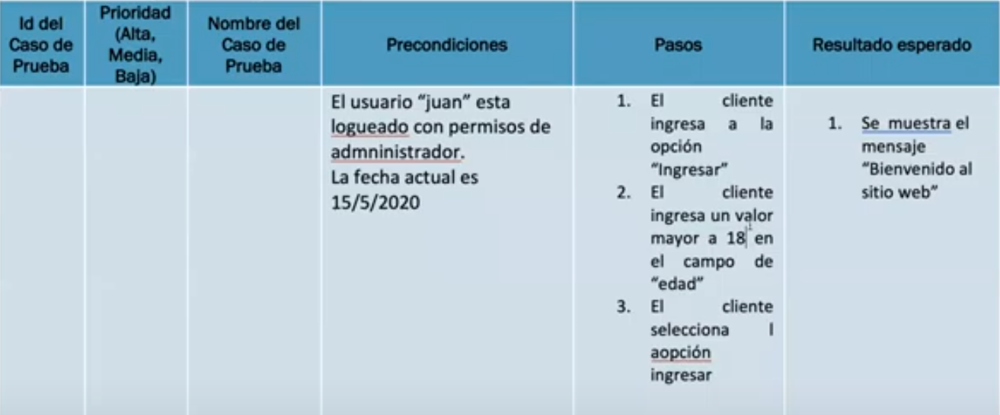 Id del
Caso de
Prueba
Prioridad
(Alta,
Media,
Baja)
Nombre del
Caso de
Prueba
Precondiciones
Pasos
Resultado esperado
El usuario “juan” esta
logueado con permisos de
admninistrador.
La fecha actual es
15/5/2020
1. El cliente
ingresa a la
opción
“Ingresar”
2. El cliente
ingresa un valor
mayor a 18 en
el campo de
“edad”
3. El cliente
selecciona l
aopción
ingresar
1. Se muestra el
mensaje
“Bienvenido al
sitio web”